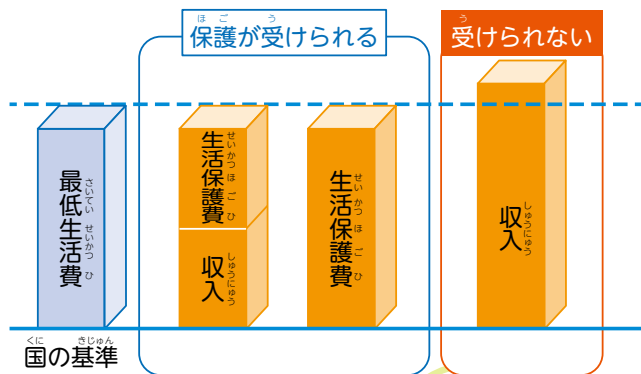 保護が受けられる
受けられない
最低生活費
生活保護費
収入
生活保護費
収入
国の基準